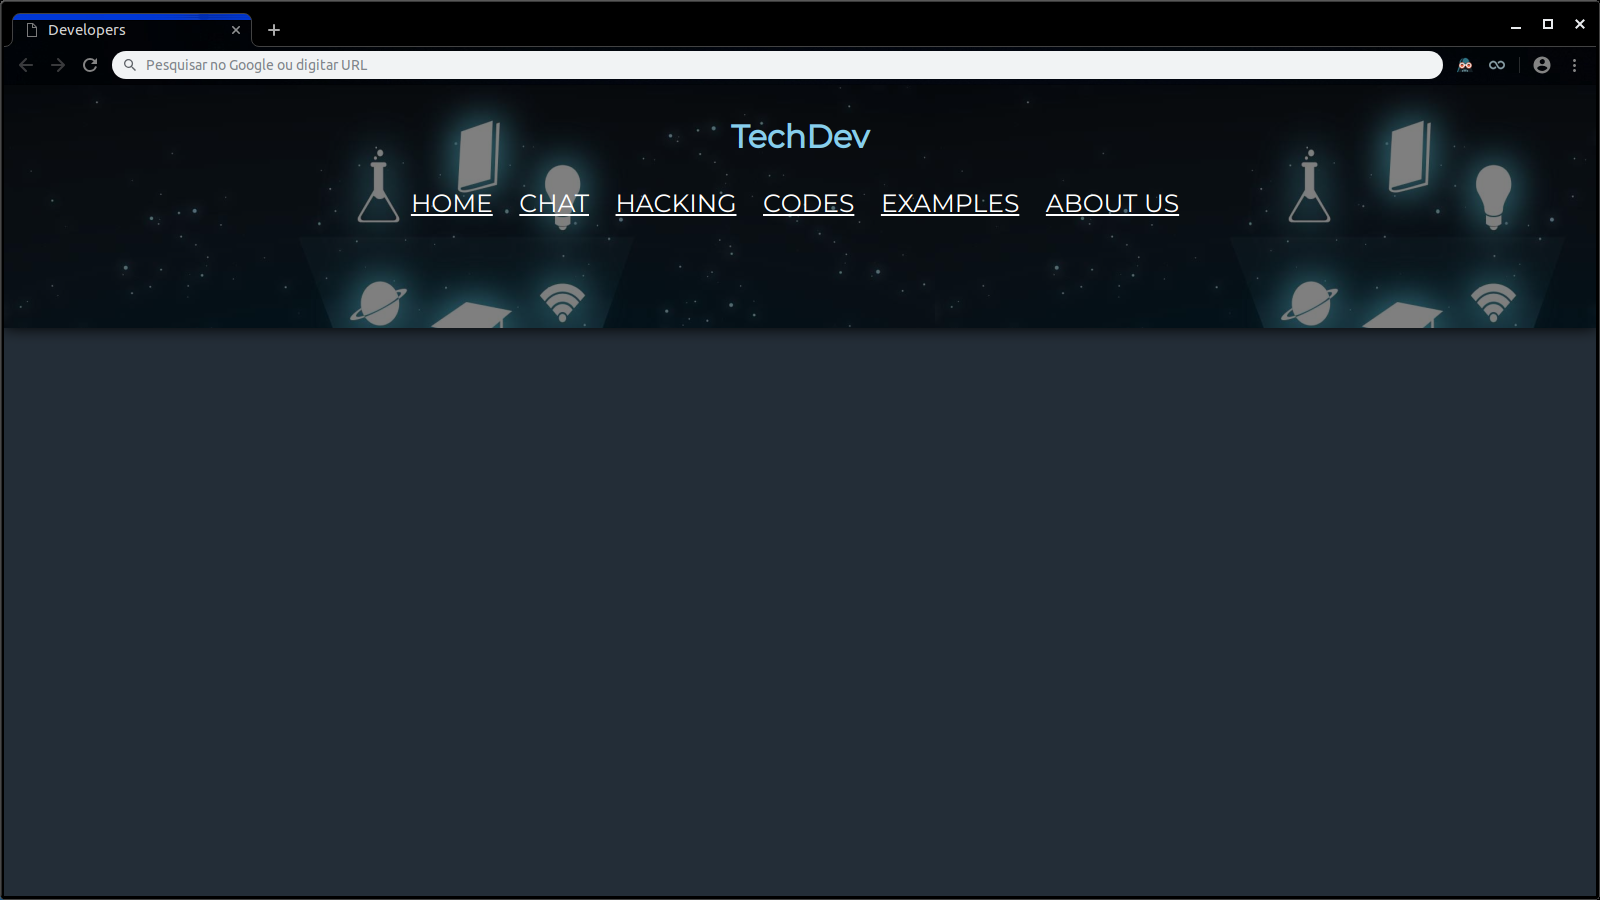 Developers
Pesquisar no Google ou digitar URL
TechDev
HOME CHAT HACKING CODES EXAMPLES ABOUT US